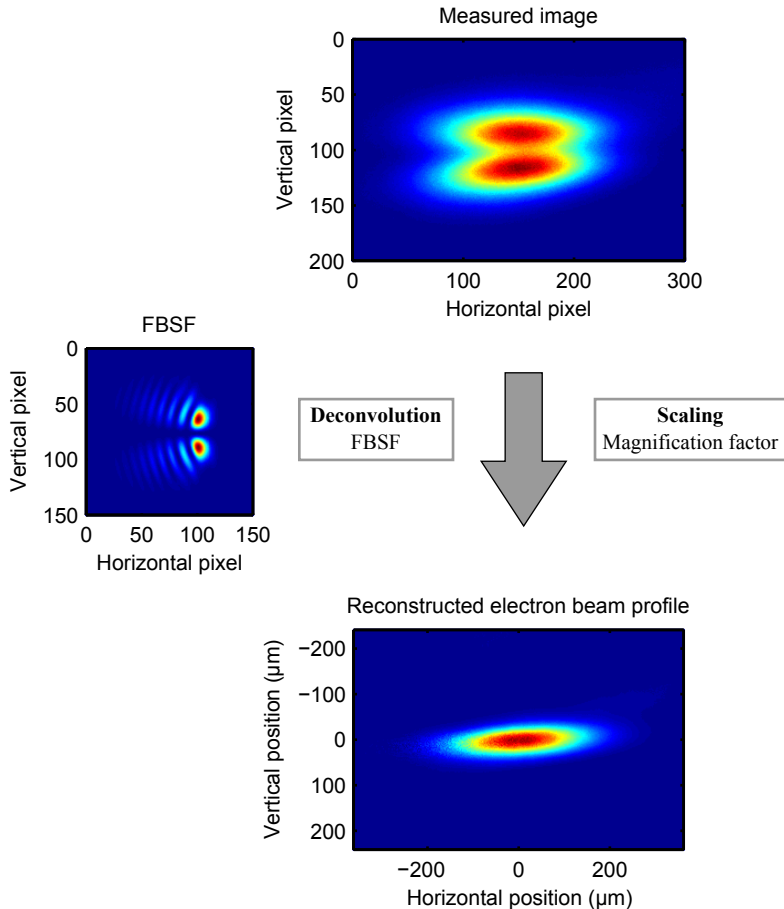 Measured image
0
50
100
150
200
Vertical pixel
0 100 200 300
Horizontal pixel
FBSF
0
50
100
150
Vertical pixel
0 50 100 150
Horizontal pixel
Deconvolution
FBSF
Scaling
Magnification factor
Reconstructed electron beam profile
−200
−100
0
100
200
Vertical position (µm)
−200 0 200
Horizontal position (µm)